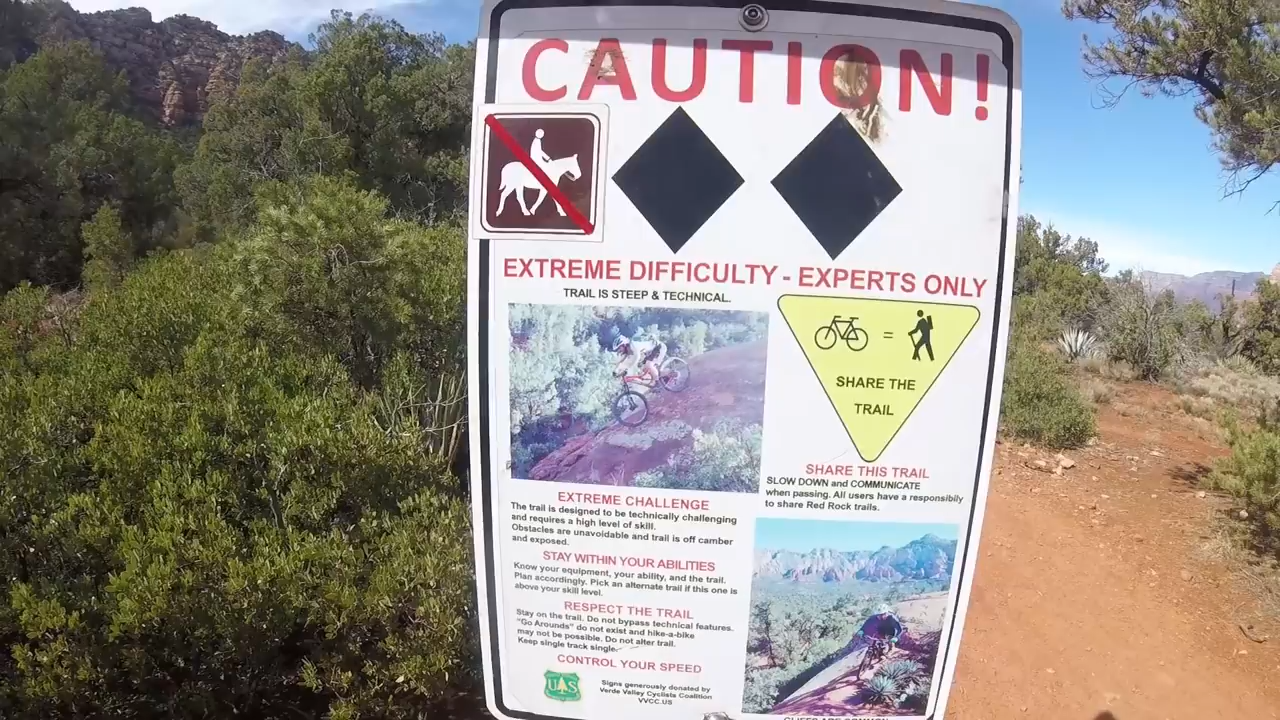 CAUTION!
EXTREME DIFFICULTY - EXPERTS ONLY
TRAIL IS STEEP & TECHNICAL.
=
SHARE THE
TRAIL
SHARE THIS TRAIL
SLOW DOWN and COMMUNICATE
when passing. All users have a responsibily
to share Red Rock trails.
EXTREME CHALLENGE
The trail is designed to be technically challenging
and requires a high level of skill.
Obstacles are unavoidable and trail is off camber
and exposed.
STAY WITHIN YOUR ABILITIES
Know your equipment, your ability, and the trail.
Plan accordingly. Pick an alternate trail if this one is
above your skill level.
RESPECT THE TRAIL
Stay on the trail. Do not bypass technical features.
"Go Arounds" do not exist and hike-a-bike
may not be possible. Do not alter trail.
Keep single track single.
CONTROL YOUR SPEED
UAS
Signs generously donated by
Verde Valley Cyclists Coalition
VVCC.US
CLIFFS ARE COMMON